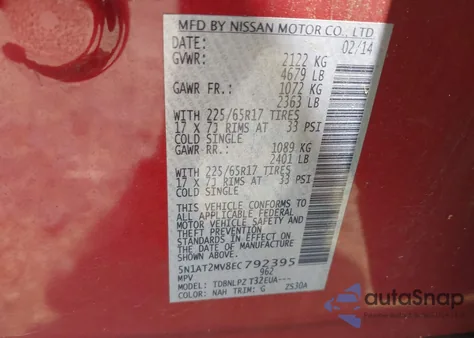 MFD BY NISSAN MOTOR CO., LTD
DATE: 02/14
GVWR: 2122 KG
4679 LB
GAWR FR.: 1072 KG
2363 LB
WITH 225/65R17 TIRES
17 X 7J RIMS AT 33 PSI
COLD SINGLE
GAWR RR.: 1089 KG
2401 LB
WITH 225/65R17 TIRES
17 X 7J RIMS AT 33 PSI
COLD SINGLE
THIS VEHICLE CONFORMS TO
ALL APPLICABLE FEDERAL
MOTOR VEHICLE SAFETY AND
THEFT PREVENTION
STANDARDS IN EFFECT ON
THE DATE OF MANUFACTURE
SHOWN ABOVE.
5N1AT2MV8EC792395
MPV 962
MODEL: TDBNLPZ T32EUA---
COLOR: NAH TRIM: G ZS30A
autoSnap